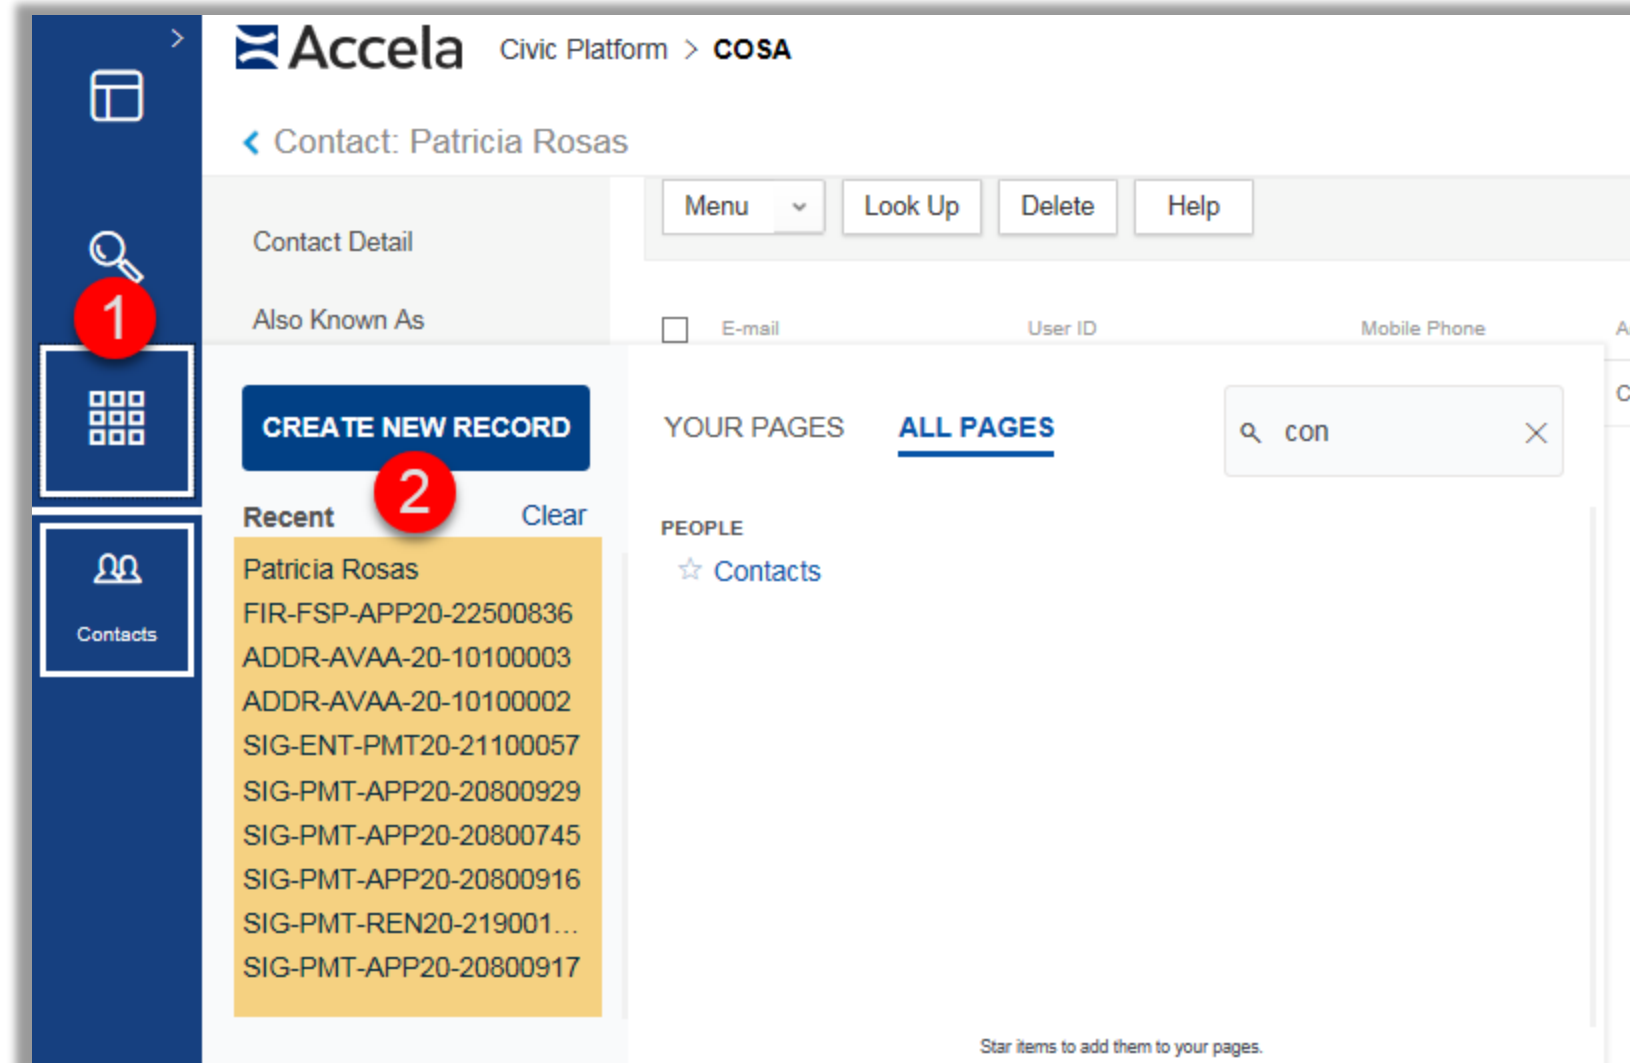 Accela Civic Platform > COSA
Contact: Patricia Rosas
Menu Look Up Delete Help
Contact Detail
Also Known As
E-mail User ID Mobile Phone
1
CREATE NEW RECORD
2
Recent Clear
Patricia Rosas
FIR-FSP-APP20-22500836
ADDR-AVAA-20-10100003
ADDR-AVAA-20-10100002
SIG-ENT-PMT20-21100057
SIG-PMT-APP20-20800929
SIG-PMT-APP20-20800745
SIG-PMT-APP20-20800916
SIG-PMT-REN20-219001...
SIG-PMT-APP20-20800917
Contacts
YOUR PAGES ALL PAGES con
PEOPLE
Contacts
Star items to add them to your pages.